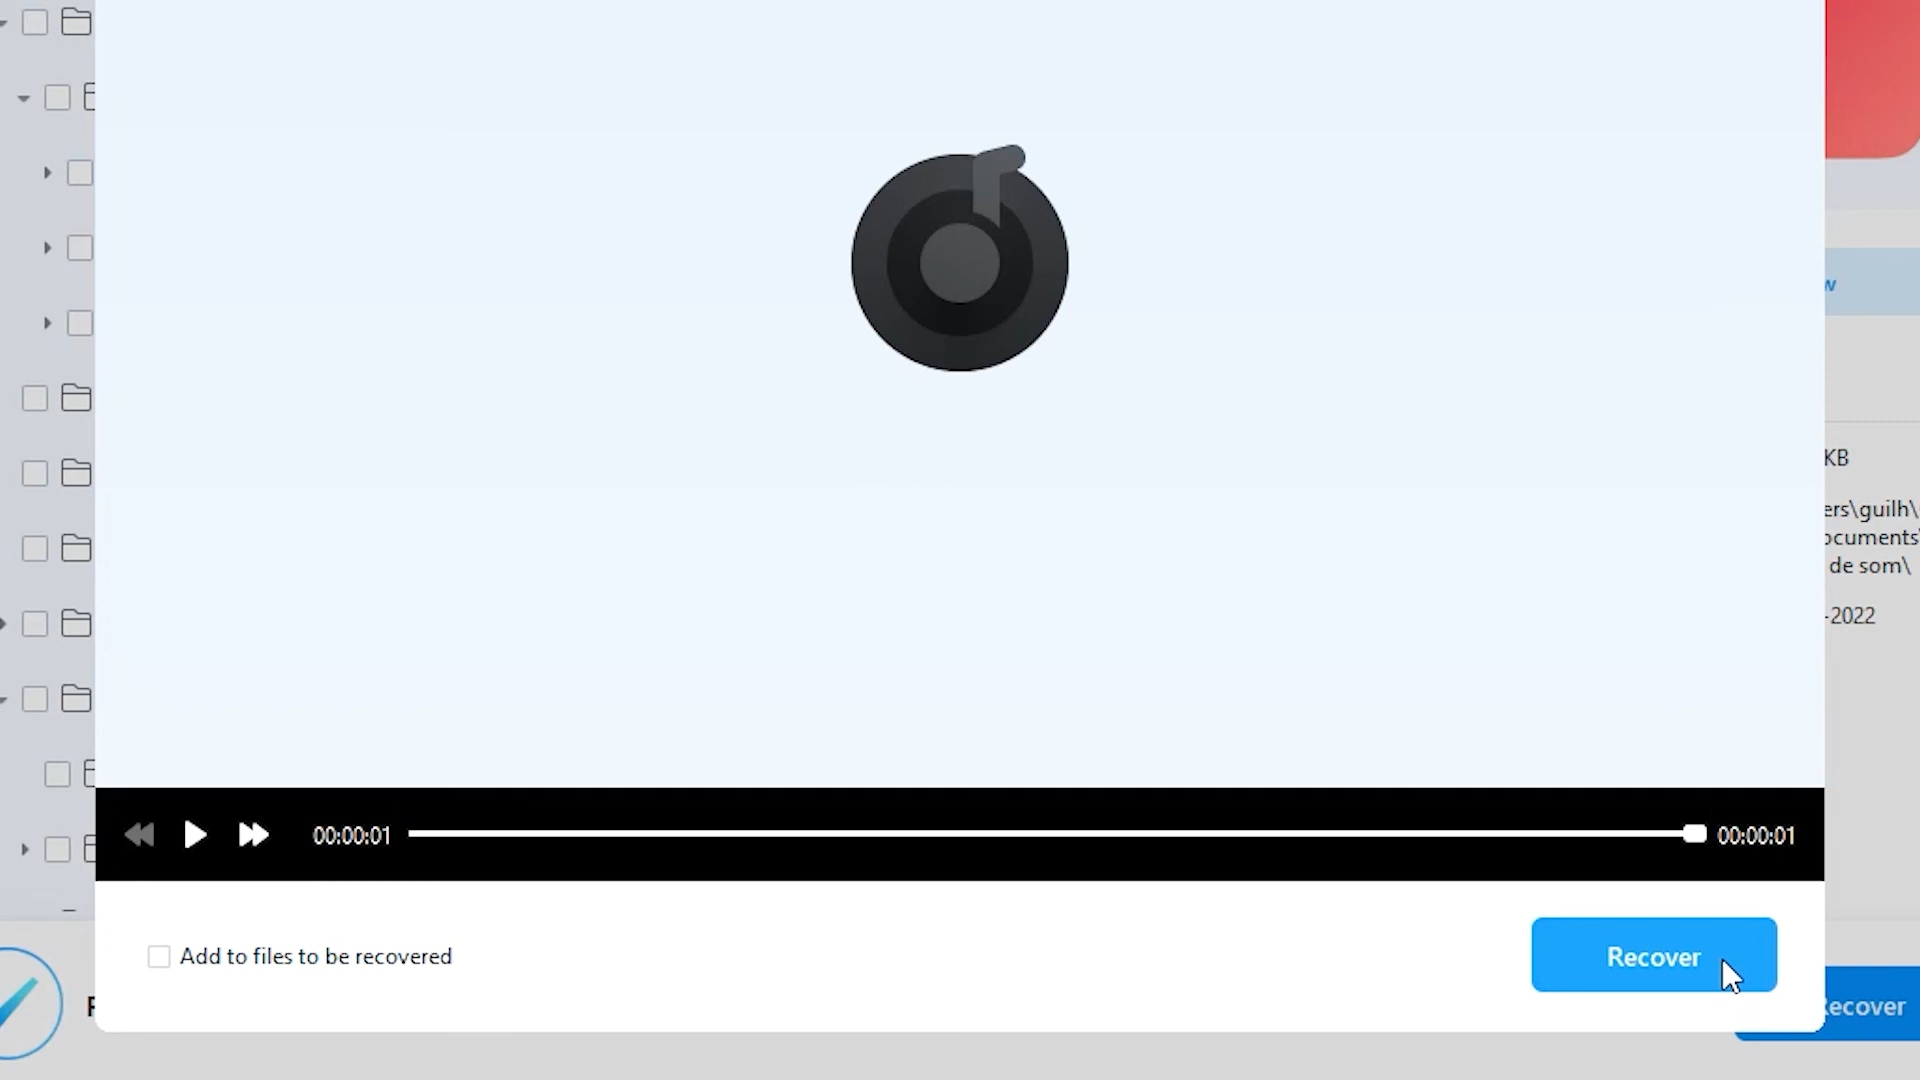 w
KB
ers\guilh\
ocuments\
de som\
-2022
00:00:01
00:00:01
Add to files to be recovered
Recover
Recover